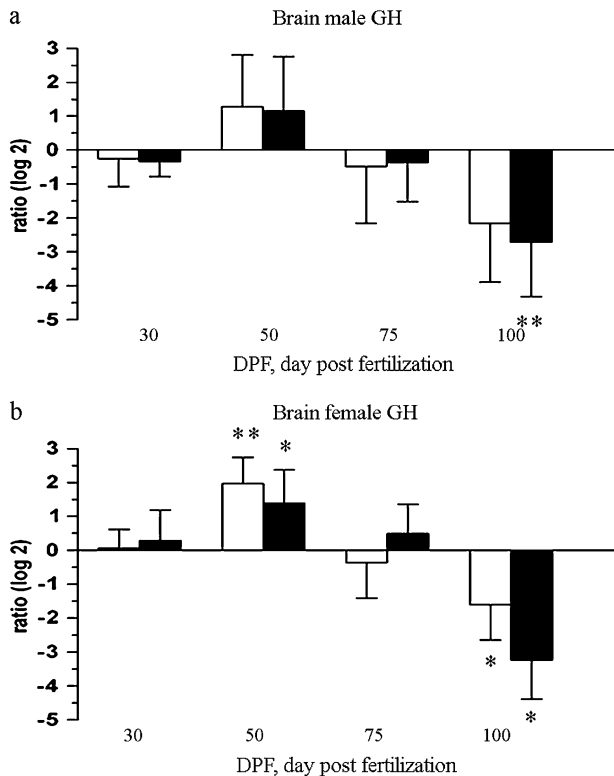 a
Brain male GH
3
2
1
0
-1
-2
-3
-4
-5
ratio (log 2)
**
30 50 75 100
DPF, day post fertilization
b
Brain female GH
** *
3
2
1
0
-1
-2
-3
-4
-5
ratio (log 2)
*
*
30 50 75 100
DPF, day post fertilization